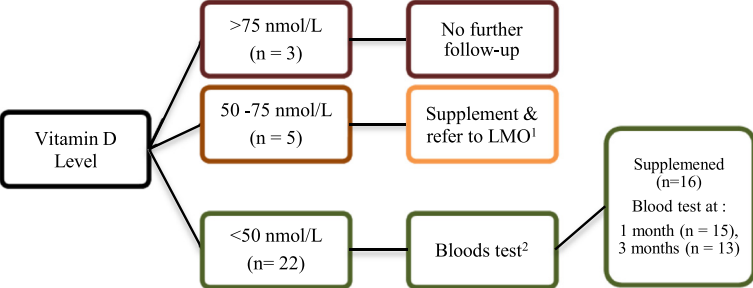 Vitamin D
Level
>75 nmol/L
(n = 3)
No further
follow-up
50 -75 nmol/L
(n = 5)
Supplement &
refer to LMO¹
<50 nmol/L
(n= 22)
Bloods test²
Supplemened
(n=16)
Blood test at :
1 month (n = 15),
3 months (n = 13)